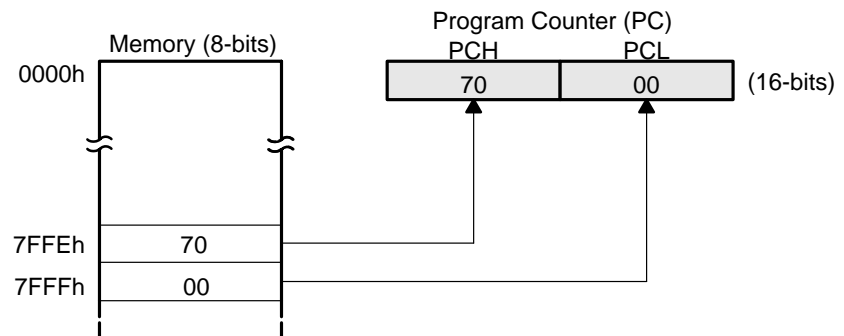 Program Counter (PC)
Memory (8-bits)
PCH PCL
0000h
70 00 (16-bits)
7FFEh 70
7FFFh 00